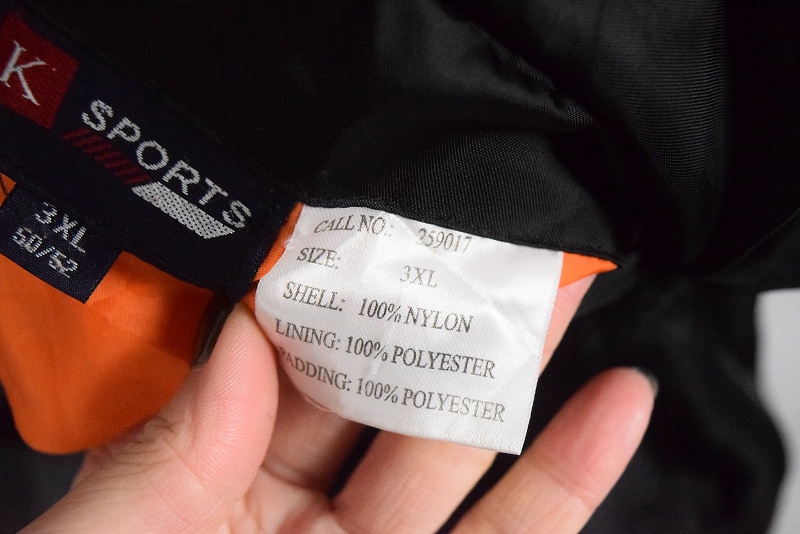 K
SPORTS
3XL
50/52
CALL NO.: 259017
SIZE: 3XL
SHELL: 100% NYLON
LINING: 100% POLYESTER
PADDING: 100% POLYESTER